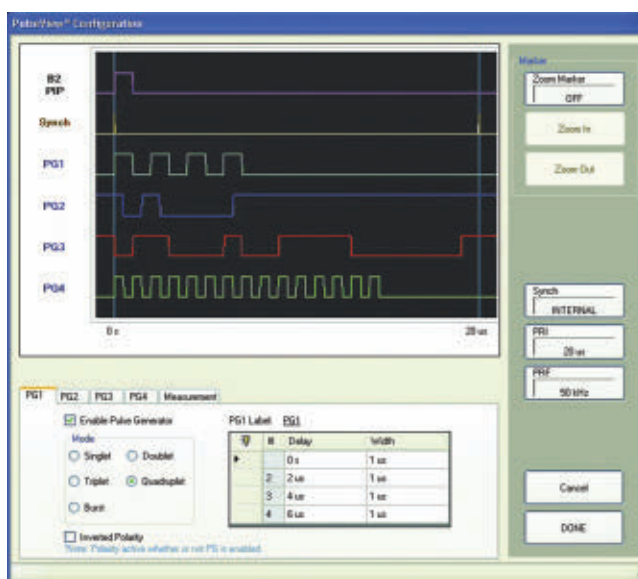 PulseView® Configuration
B2
PIP
Synch
PG1
PG2
PG3
PG4
0 s
20 us
Marker
Zoom Marker
OFF
Zoom In
Zoom Out
Synch
INTERNAL
PRI
20 us
PRF
50 kHz
Cancel
DONE
PG1 PG2 PG3 PG4 Measurement
Enable Pulse Generator
Mode
Singlet Doublet
Triplet Quadruplet
Burst
Inverted Polarity
*Note: Polarity active whether or not PG is enabled.
PG1 Label: PG1
# Delay Width
0 s 1 us
2 2 us 1 us
3 4 us 1 us
4 6 us 1 us